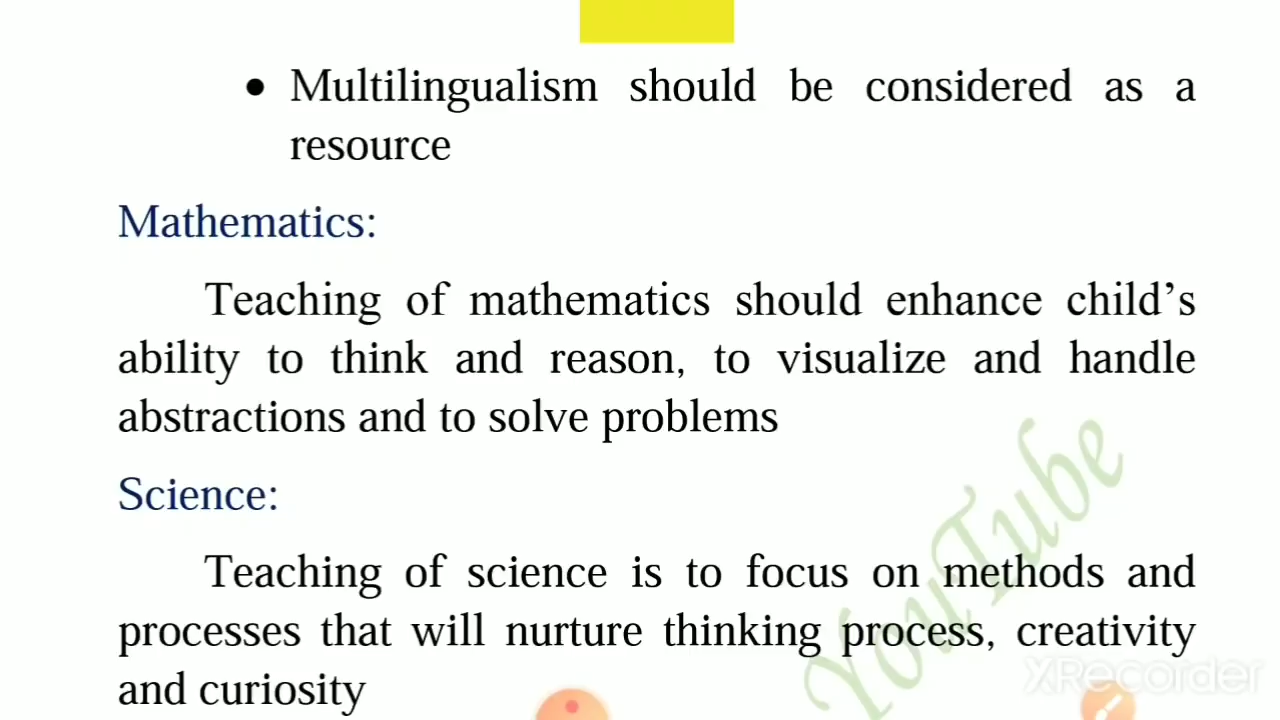 • Multilingualism should be considered as a
resource
Mathematics:
Teaching of mathematics should enhance child's
ability to think and reason, to visualize and handle
abstractions and to solve problems
Science:
Teaching of science is to focus on methods and
processes that will nurture thinking process, creativity
and curiosity
YouTube
XRecorder